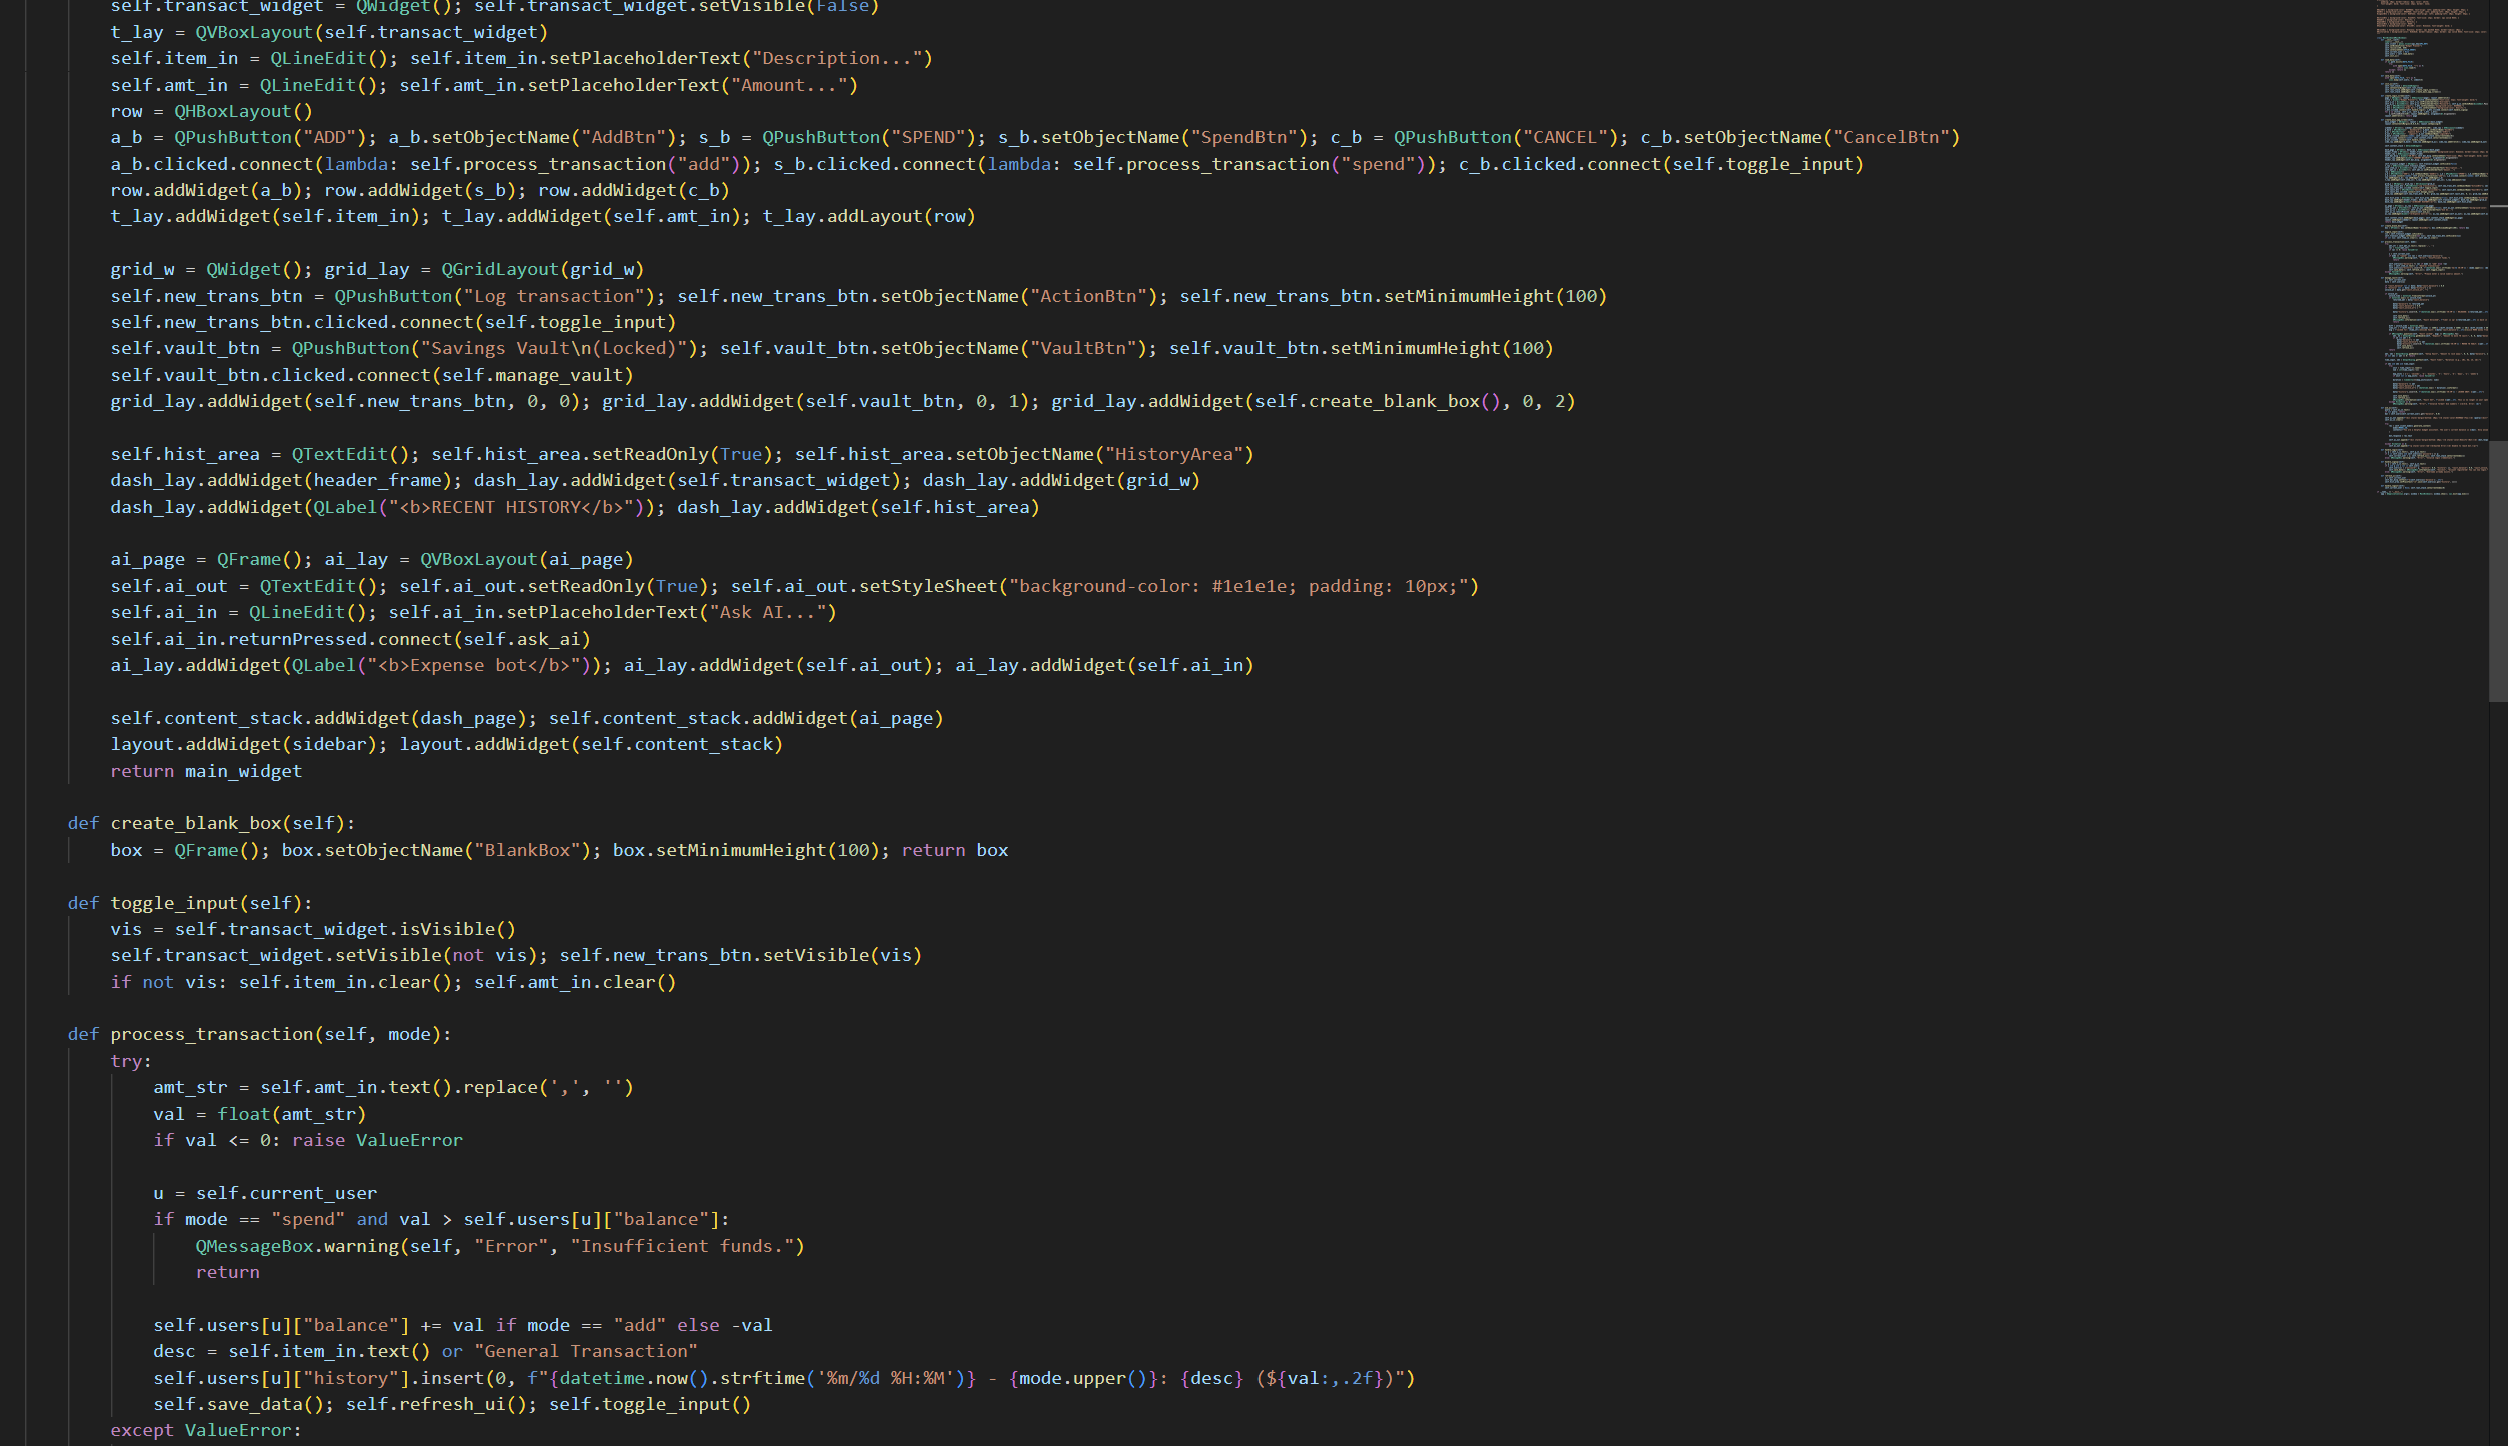 self.transact_widget = QWidget(); self.transact_widget.setVisible(False)
t_lay = QVBoxLayout(self.transact_widget)
self.item_in = QLineEdit(); self.item_in.setPlaceholderText("Description...")
self.amt_in = QLineEdit(); self.amt_in.setPlaceholderText("Amount...")
row = QHBoxLayout()
a_b = QPushButton("ADD"); a_b.setObjectName("AddBtn"); s_b = QPushButton("SPEND"); s_b.setObjectName("SpendBtn"); c_b = QPushButton("CANCEL"); c_b.setObjectName("CancelBtn")
a_b.clicked.connect(lambda: self.process_transaction("add")); s_b.clicked.connect(lambda: self.process_transaction("spend")); c_b.clicked.connect(self.toggle_input)
row.addWidget(a_b); row.addWidget(s_b); row.addWidget(c_b)
t_lay.addWidget(self.item_in); t_lay.addWidget(self.amt_in); t_lay.addLayout(row)
grid_w = QWidget(); grid_lay = QGridLayout(grid_w)
self.new_trans_btn = QPushButton("Log transaction"); self.new_trans_btn.setObjectName("ActionBtn"); self.new_trans_btn.setMinimumHeight(100)
self.new_trans_btn.clicked.connect(self.toggle_input)
self.vault_btn = QPushButton("Savings Vault\n(Locked)"); self.vault_btn.setObjectName("VaultBtn"); self.vault_btn.setMinimumHeight(100)
self.vault_btn.clicked.connect(self.manage_vault)
grid_lay.addWidget(self.new_trans_btn, 0, 0); grid_lay.addWidget(self.vault_btn, 0, 1); grid_lay.addWidget(self.create_blank_box(), 0, 2)
self.hist_area = QTextEdit(); self.hist_area.setReadOnly(True); self.hist_area.setObjectName("HistoryArea")
dash_lay.addWidget(header_frame); dash_lay.addWidget(self.transact_widget); dash_lay.addWidget(grid_w)
dash_lay.addWidget(QLabel("<b>RECENT HISTORY</b>")); dash_lay.addWidget(self.hist_area)
ai_page = QFrame(); ai_lay = QVBoxLayout(ai_page)
self.ai_out = QTextEdit(); self.ai_out.setReadOnly(True); self.ai_out.setStyleSheet("background-color: #1e1e1e; padding: 10px;")
self.ai_in = QLineEdit(); self.ai_in.setPlaceholderText("Ask AI...")
self.ai_in.returnPressed.connect(self.ask_ai)
ai_lay.addWidget(QLabel("<b>Expense bot</b>")); ai_lay.addWidget(self.ai_out); ai_lay.addWidget(self.ai_in)
self.content_stack.addWidget(dash_page); self.content_stack.addWidget(ai_page)
layout.addWidget(sidebar); layout.addWidget(self.content_stack)
return main_widget
def create_blank_box(self):
box = QFrame(); box.setObjectName("BlankBox"); box.setMinimumHeight(100); return box
def toggle_input(self):
vis = self.transact_widget.isVisible()
self.transact_widget.setVisible(not vis); self.new_trans_btn.setVisible(vis)
if not vis: self.item_in.clear(); self.amt_in.clear()
def process_transaction(self, mode):
try:
amt_str = self.amt_in.text().replace(',', '')
val = float(amt_str)
if val <= 0: raise ValueError
u = self.current_user
if mode == "spend" and val > self.users[u]["balance"]:
QMessageBox.warning(self, "Error", "Insufficient funds.")
return
self.users[u]["balance"] += val if mode == "add" else -val
desc = self.item_in.text() or "General Transaction"
self.users[u]["history"].insert(0, f"{datetime.now().strftime('%m/%d %H:%M')} - {mode.upper()}: {desc} (${val:,.2f})")
self.save_data(); self.refresh_ui(); self.toggle_input()
except ValueError: